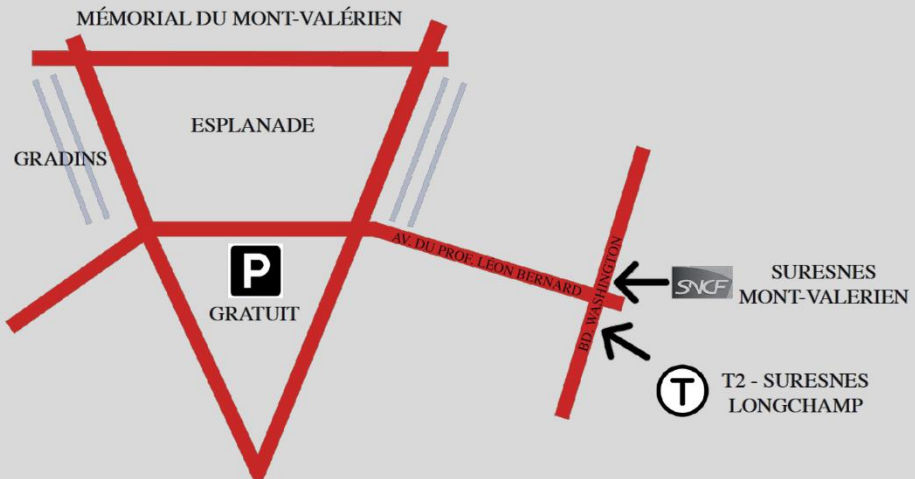 MÉMORIAL DU MONT-VALÉRIEN
ESPLANADE
GRADINS
P
GRATUIT
AV. DU PROF. LÉON BERNARD
BD. WASHINGTON
SNCF
SURESNES
MONT-VALERIEN
T
T2 - SURESNES
LONGCHAMP